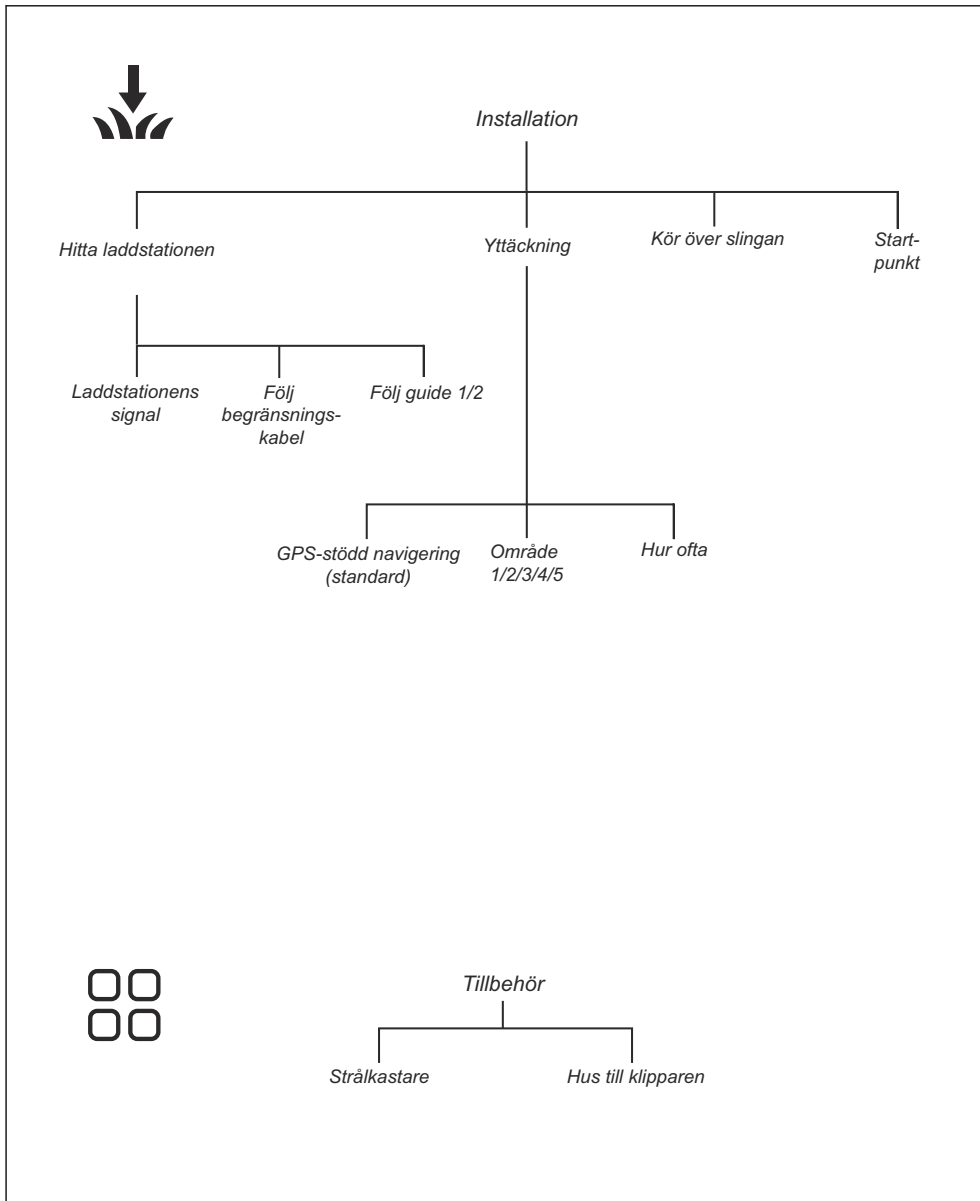 Installation
Hitta laddstationen
Yttäckning
Kör över slingan
Start-
punkt
Laddstationens
signal
Följ
begränsnings-
kabel
Följ guide 1/2
GPS-stödd navigering
(standard)
Område
1/2/3/4/5
Hur ofta
Tillbehör
Strålkastare
Hus till klipparen